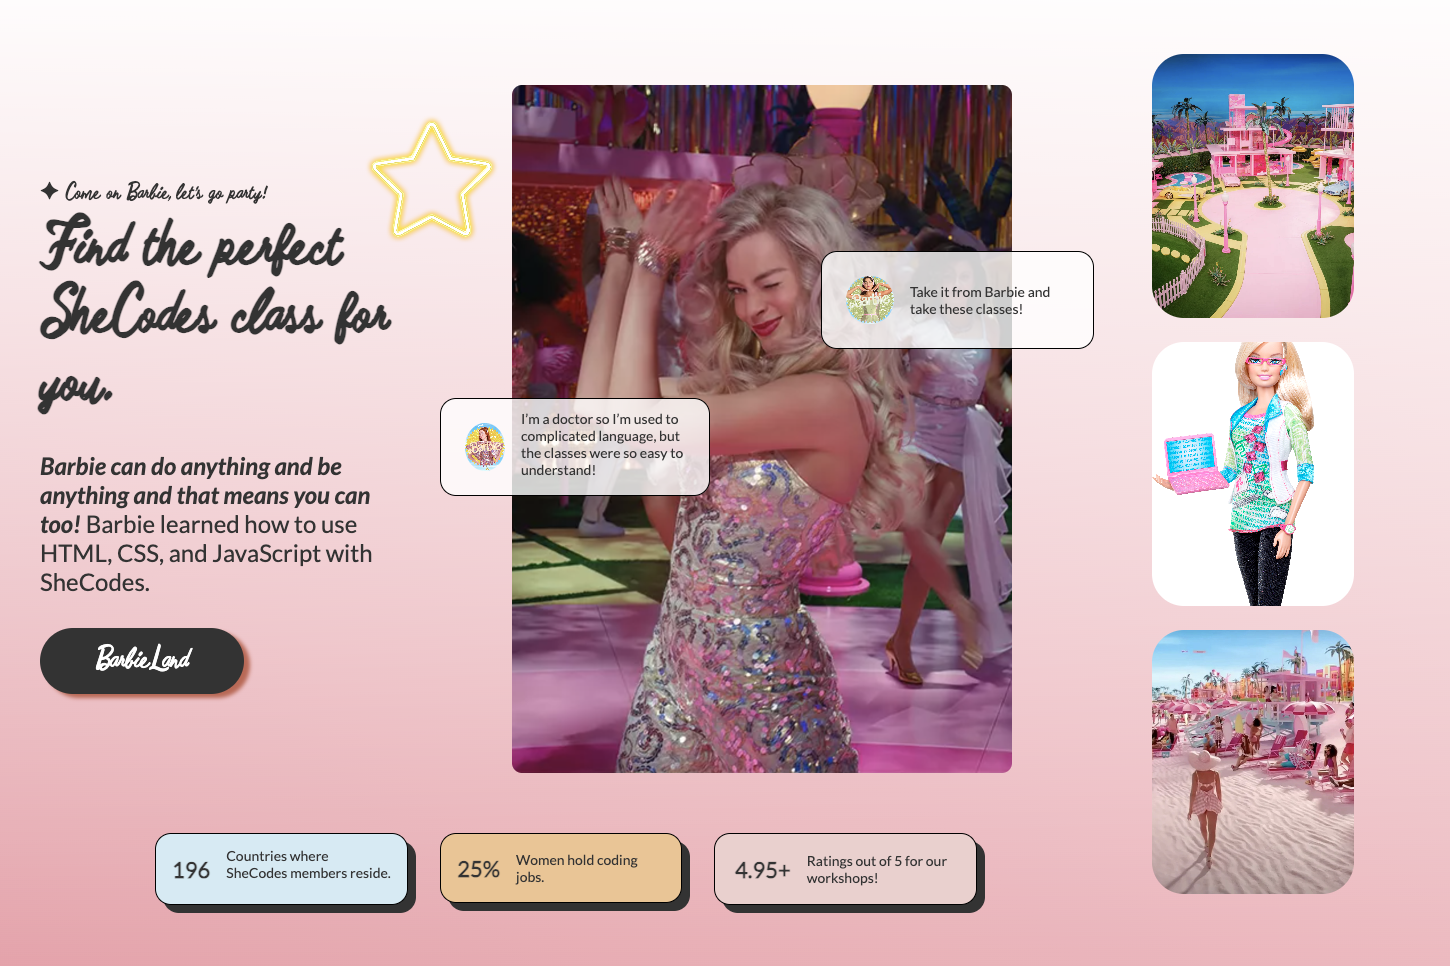 Come on Barbie, let's go party!
Find the perfect
SheCodes class for
you.
Barbie can do anything and be
anything and that means you can
too! Barbie learned how to use
HTML, CSS, and JavaScript with
SheCodes.
BarbieLand
Take it from Barbie and
take these classes!
Barbie
I'm a doctor so I'm used to
complicated language, but
the classes were so easy to
understand!
Barbie
196
Countries where
SheCodes members reside.
25%
Women hold coding
jobs.
4.95+
Ratings out of 5 for our
workshops!